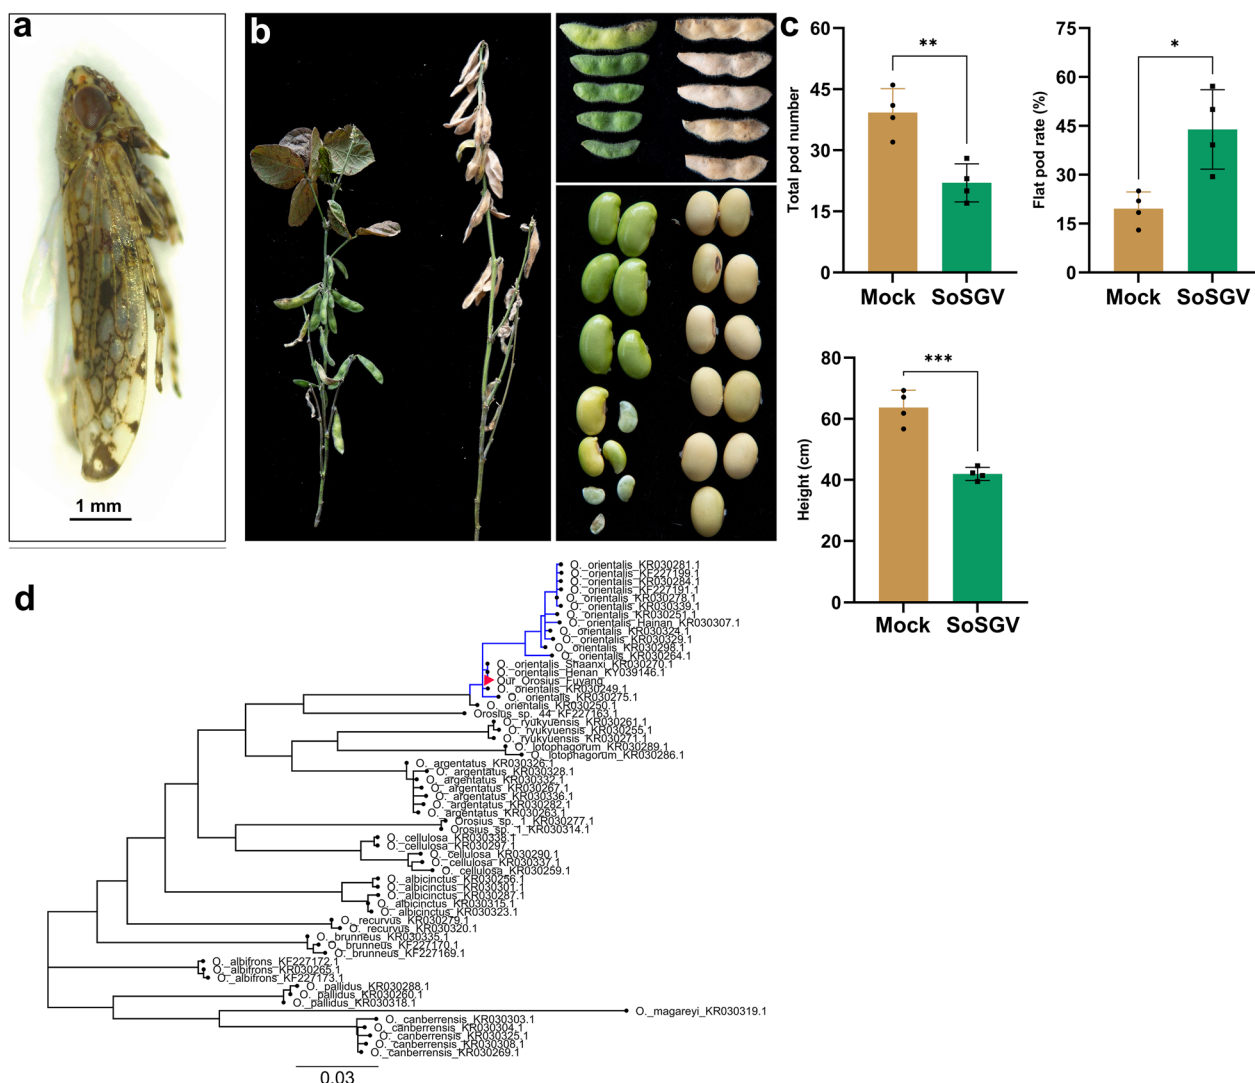 a
1 mm
b
c
Total pod number
60
45
30
15
0
**
Mock SoSGV
Flat pod rate (%)
75
60
45
30
15
0
*
Mock SoSGV
Height (cm)
80
60
40
20
0
***
Mock SoSGV
d
O._orientalis_KR030281.1
O._orientalis_KF227199.1
O._orientalis_KR030284.1
O._orientalis_KF227191.1
O._orientalis_KR030278.1
O._orientalis_KR030339.1
O._orientalis_KR030251.1
O._orientalis_Hainan_KR030307.1
O._orientalis_KR030324.1
O._orientalis_KR030329.1
O._orientalis_KR030298.1
O._orientalis_KR030264.1
O._orientalis_Shaanxi_KR030270.1
O._orientalis_Henan_KY039146.1
Our_Orosius_Fuyang
O._orientalis_KR030249.1
O._orientalis_KR030275.1
O._orientalis_KR030250.1
Orosius_sp._44_KF227163.1
O._ryukyuensis_KR030261.1
O._ryukyuensis_KR030255.1
O._ryukyuensis_KR030271.1
O._lotophagorum_KR030289.1
O._lotophagorum_KR030286.1
O._argentatus_KR030326.1
O._argentatus_KR030328.1
O._argentatus_KR030332.1
O._argentatus_KR030267.1
O._argentatus_KR030336.1
O._argentatus_KR030282.1
O._argentatus_KR030263.1
Orosius_sp._1_KR030277.1
Orosius_sp._1_KR030314.1
O._cellulosa_KR030338.1
O._cellulosa_KR030297.1
O._cellulosa_KR030290.1
O._cellulosa_KR030337.1
O._cellulosa_KR030259.1
O._albicinctus_KR030256.1
O._albicinctus_KR030301.1
O._albicinctus_KR030287.1
O._albicinctus_KR030315.1
O._albicinctus_KR030323.1
O._recurvus_KR030279.1
O._recurvus_KR030320.1
O._brunneus_KR030335.1
O._brunneus_KF227170.1
O._brunneus_KF227169.1
O._albifrons_KF227172.1
O._albifrons_KR030265.1
O._albifrons_KF227173.1
O._pallidus_KR030288.1
O._pallidus_KR030260.1
O._pallidus_KR030318.1
O._magareyi_KR030319.1
O._canberrensis_KR030303.1
O._canberrensis_KR030304.1
O._canberrensis_KR030325.1
O._canberrensis_KR030308.1
O._canberrensis_KR030269.1
0.03